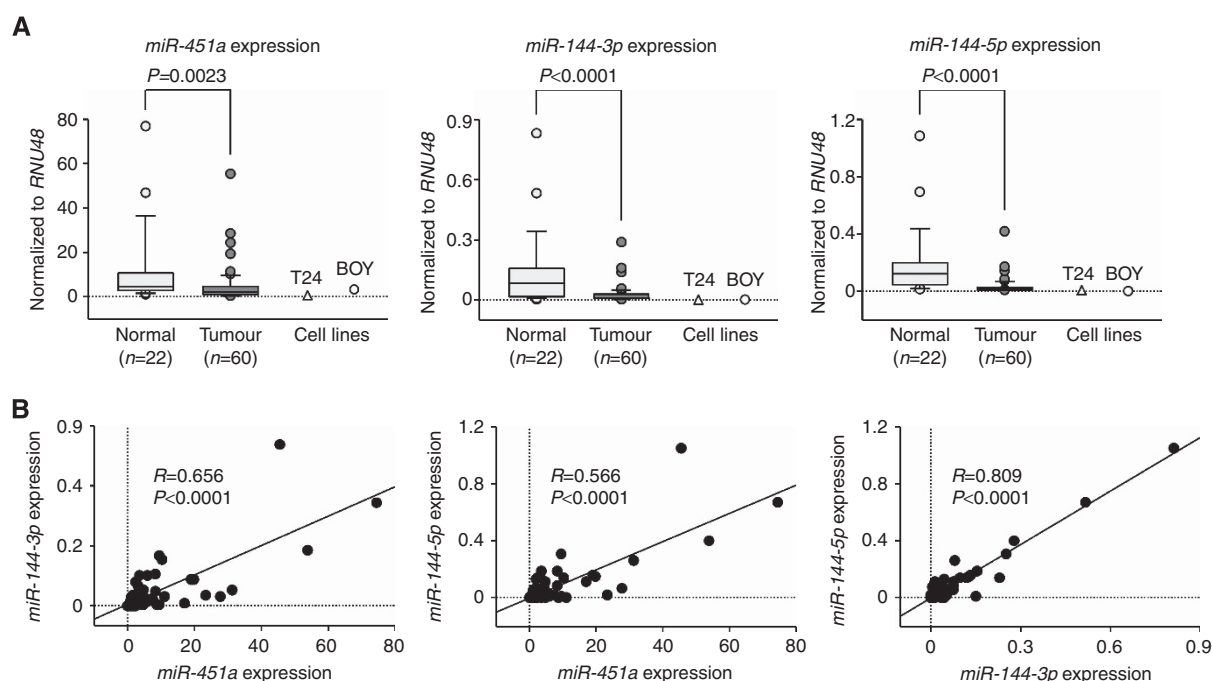 A
miR-451a expression
P=0.0023
Normalized to RNU48
80
60
40
20
0
T24
BOY
Normal
(n=22)
Tumour
(n=60)
Cell lines
miR-144-3p expression
P<0.0001
Normalized to RNU48
0.9
0.6
0.3
0
T24
BOY
Normal
(n=22)
Tumour
(n=60)
Cell lines
miR-144-5p expression
P<0.0001
Normalized to RNU48
1.2
0.8
0.4
0
T24
BOY
Normal
(n=22)
Tumour
(n=60)
Cell lines
B
miR-144-3p expression
0.9
0.4
0.2
0
R=0.656
P<0.0001
0 20 40 60 80
miR-451a expression
miR-144-5p expression
1.2
0.8
0.4
0
R=0.566
P<0.0001
0 20 40 60 80
miR-451a expression
miR-144-5p expression
1.2
0.8
0.4
0
R=0.809
P<0.0001
0 0.3 0.6 0.9
miR-144-3p expression